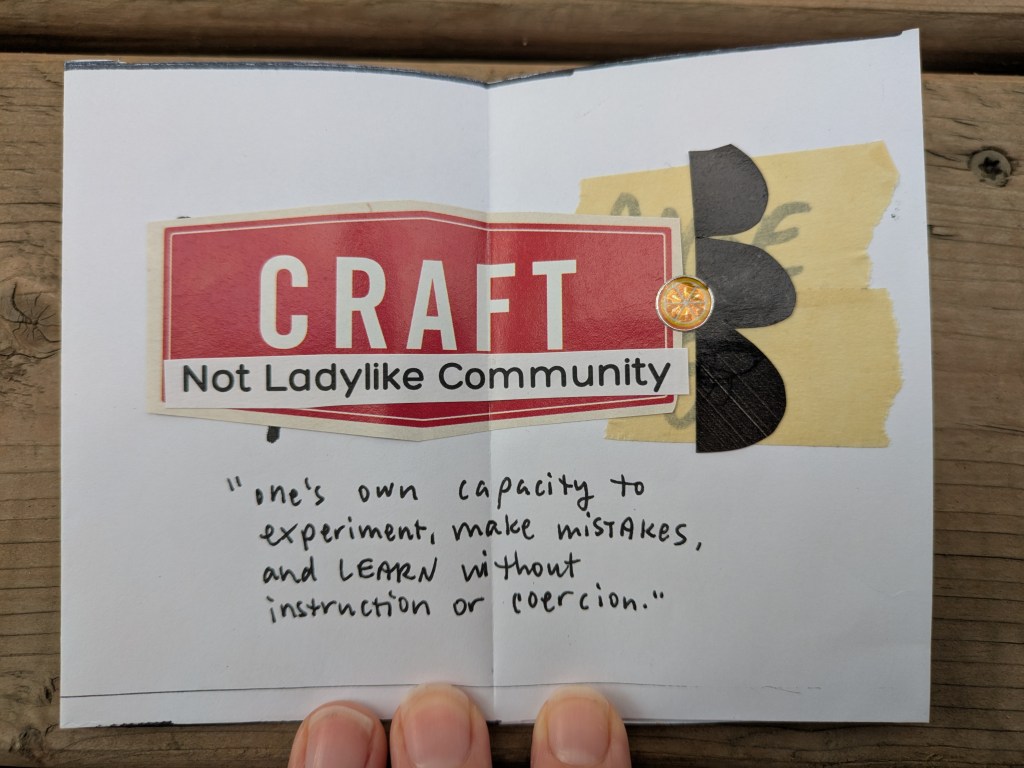 CRAFT
Not Ladylike Community
"one's own capacity to
experiment, make misTAKES,
and LEARN without
instruction or coercion."